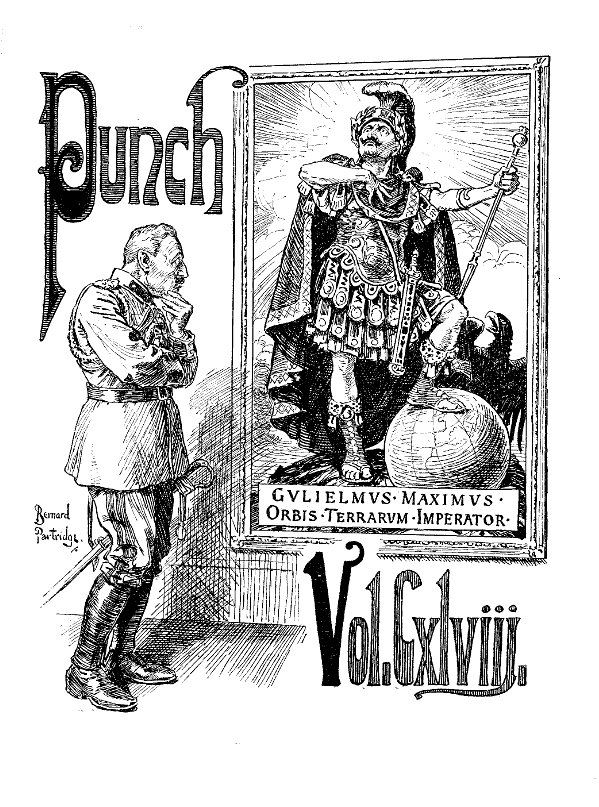 Punch
GVLIELMVS · MAXIMVS ·
ORBIS · TERRARVM · IMPERATOR ·
Bernard
Partridge.
Vol. Cxlviij.